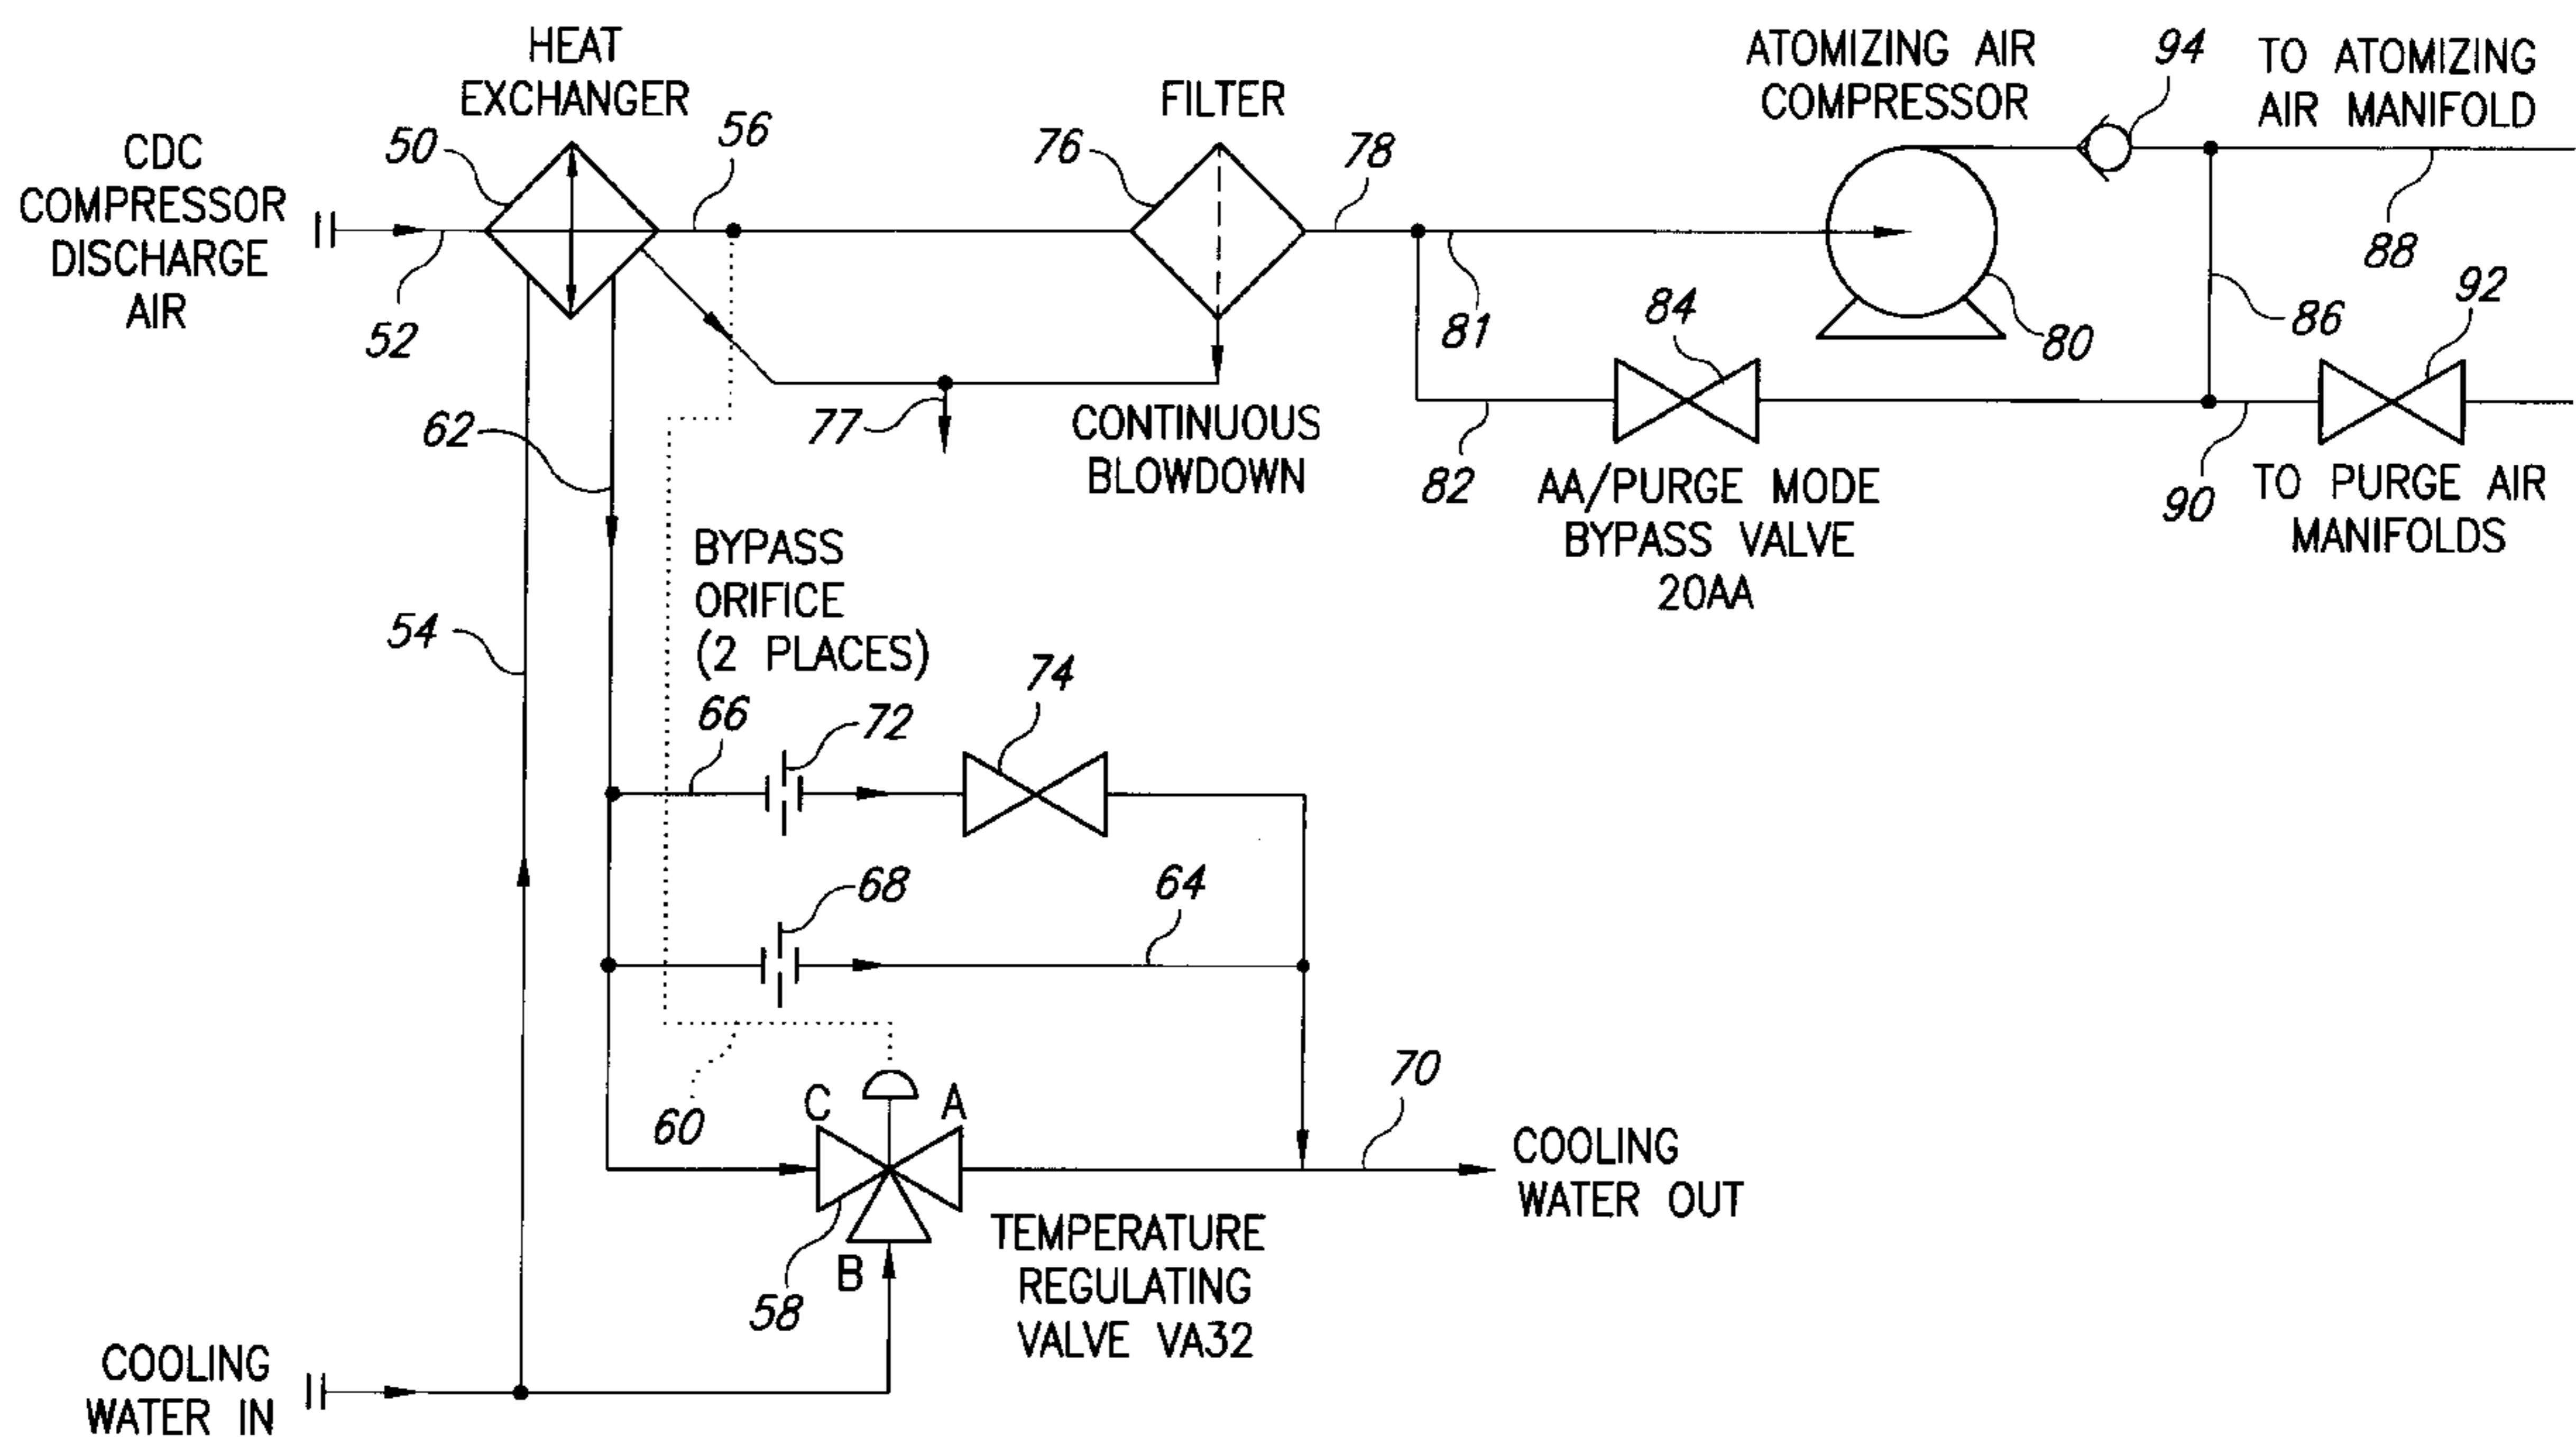 HEAT
EXCHANGER
FILTER
ATOMIZING AIR
COMPRESSOR
94
TO ATOMIZING
AIR MANIFOLD
CDC
COMPRESSOR
DISCHARGE
AIR
50
56
76
78
52
81
84
80
88
86
92
62
77
CONTINUOUS
BLOWDOWN
82
AA/PURGE MODE
BYPASS VALVE
20AA
90
TO PURGE AIR
MANIFOLDS
54
BYPASS
ORIFICE
(2 PLACES)
66
72
74
68
64
60
C
A
B
58
70
COOLING
WATER OUT
TEMPERATURE
REGULATING
VALVE VA32
COOLING
WATER IN